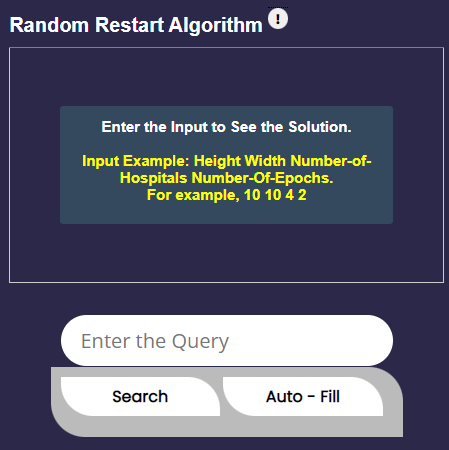 Random Restart Algorithm !
Enter the Input to See the Solution.
Input Example: Height Width Number-of-
Hospitals Number-Of-Epochs.
For example, 10 10 4 2
Enter the Query
Search
Auto - Fill